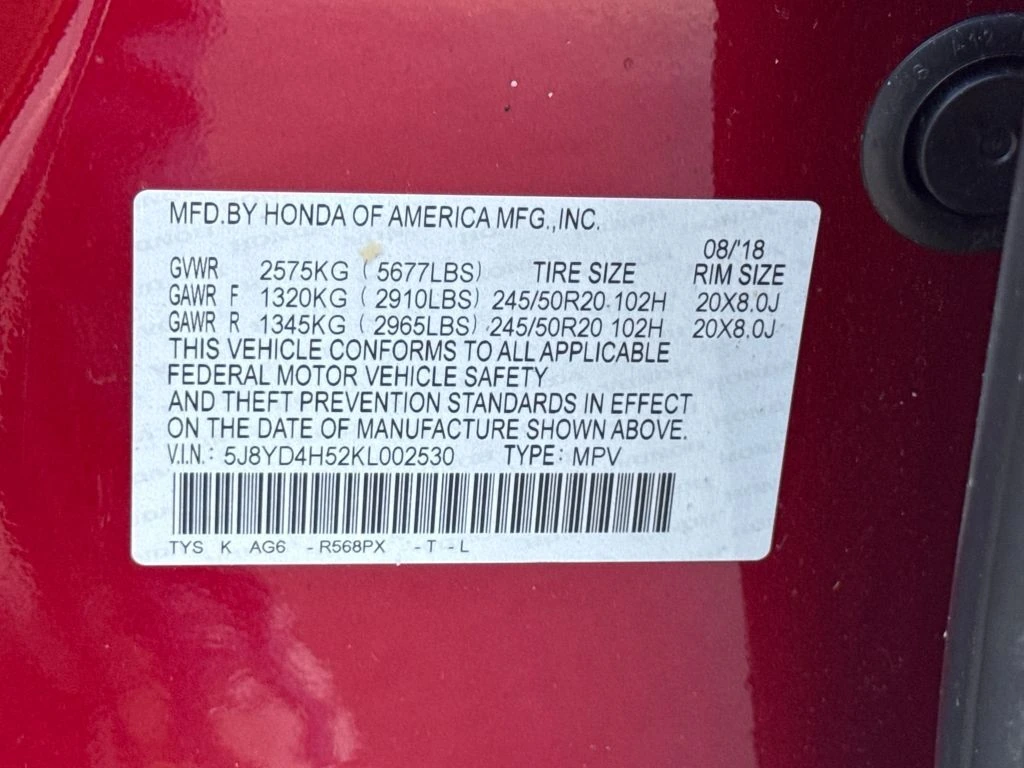 MFD.BY HONDA OF AMERICA MFG.,INC.
08/'18
GVWR 2575KG ( 5677LBS) TIRE SIZE RIM SIZE
GAWR F 1320KG ( 2910LBS) 245/50R20 102H 20X8.0J
GAWR R 1345KG ( 2965LBS) 245/50R20 102H 20X8.0J
THIS VEHICLE CONFORMS TO ALL APPLICABLE
FEDERAL MOTOR VEHICLE SAFETY
AND THEFT PREVENTION STANDARDS IN EFFECT
ON THE DATE OF MANUFACTURE SHOWN ABOVE.
V.I.N.: 5J8YD4H52KL002530 TYPE: MPV
TYS K AG6 -R568PX -T -L